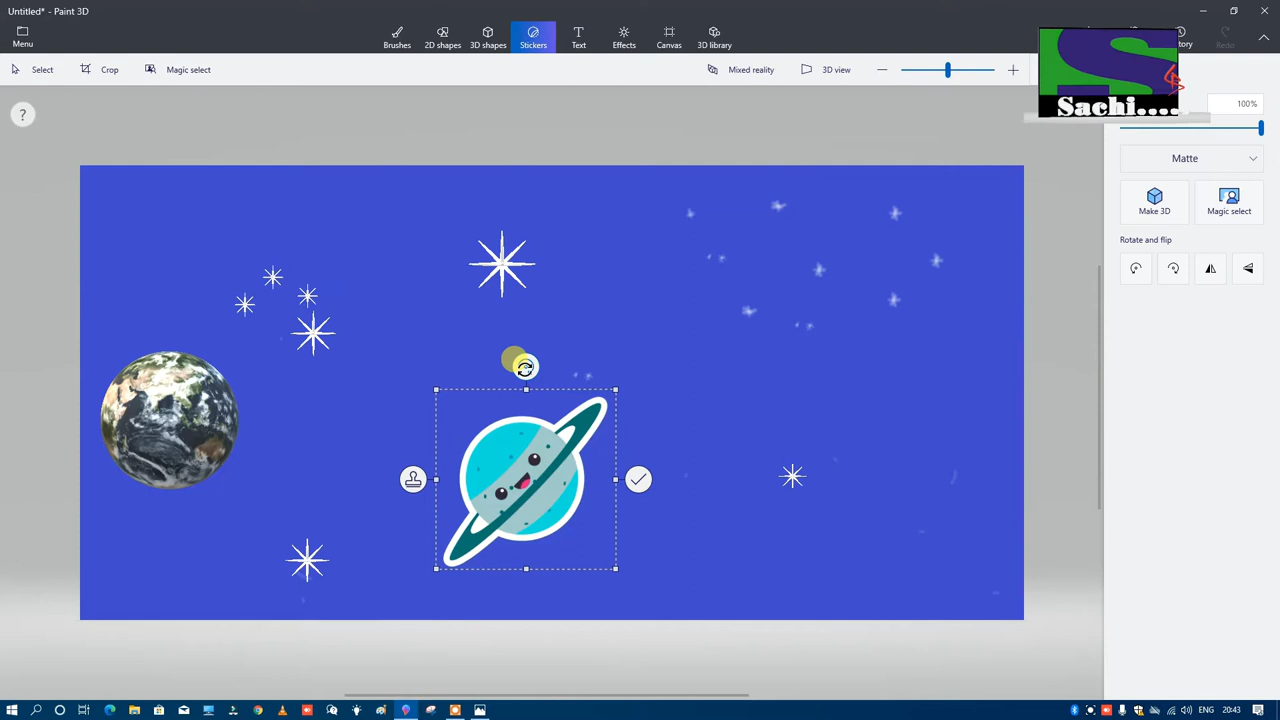 Untitled* - Paint 3D
Menu
Brushes
2D shapes
3D shapes
Stickers
Text
Effects
Canvas
3D library
Redo
Select
Crop
Magic select
Mixed reality
3D view
Sachi.....
100%
Matte
Make 3D
Magic select
Rotate and flip
?
ENG
20:43